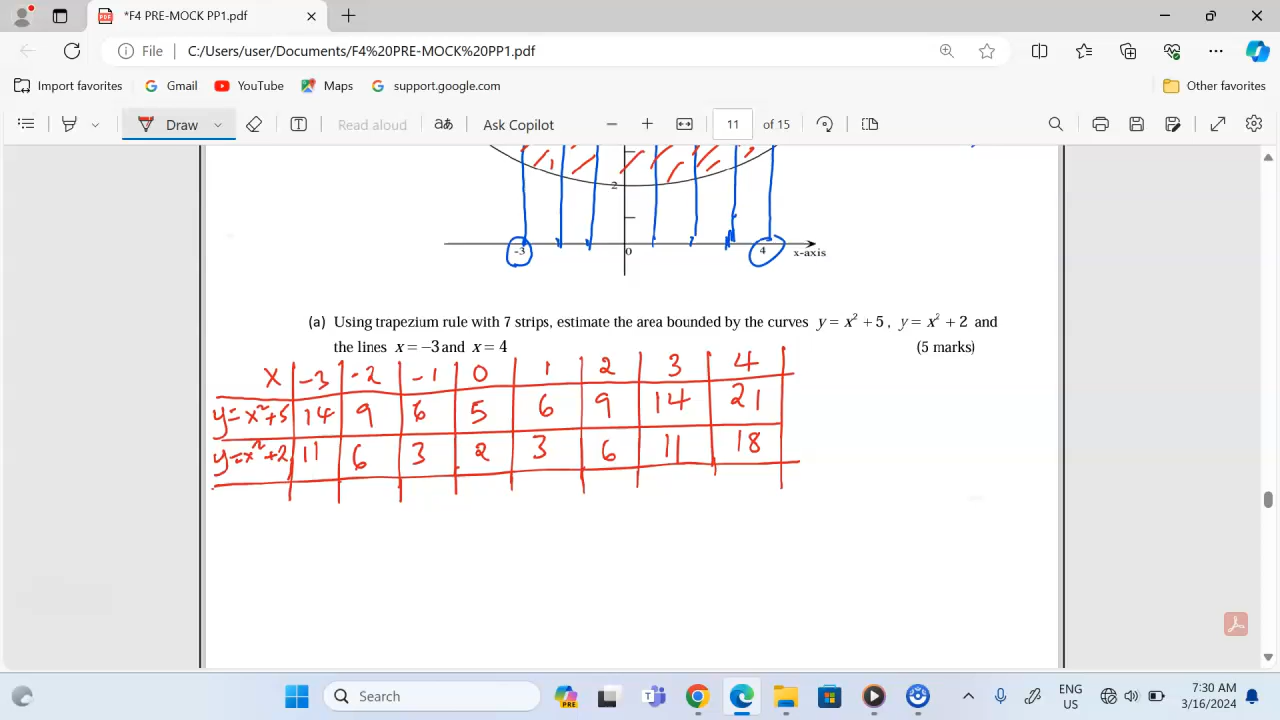 *F4 PRE-MOCK PP1.pdf
File C:/Users/user/Documents/F4%20PRE-MOCK%20PP1.pdf
Import favorites Gmail YouTube Maps support.google.com Other favorites
Draw Read aloud aあ Ask Copilot 11 of 15
2
-3 0 4 x-axis
(a) Using trapezium rule with 7 strips, estimate the area bounded by the curves y = x² + 5 , y = x² + 2 and
the lines x = −3 and x = 4 (5 marks)
x -3 -2 -1 0 1 2 3 4
y=x²+5 14 9 6 5 6 9 14 21
y=x²+2 11 6 3 2 3 6 11 18
Search PRE ENG 7:30 AM
US 3/16/2024